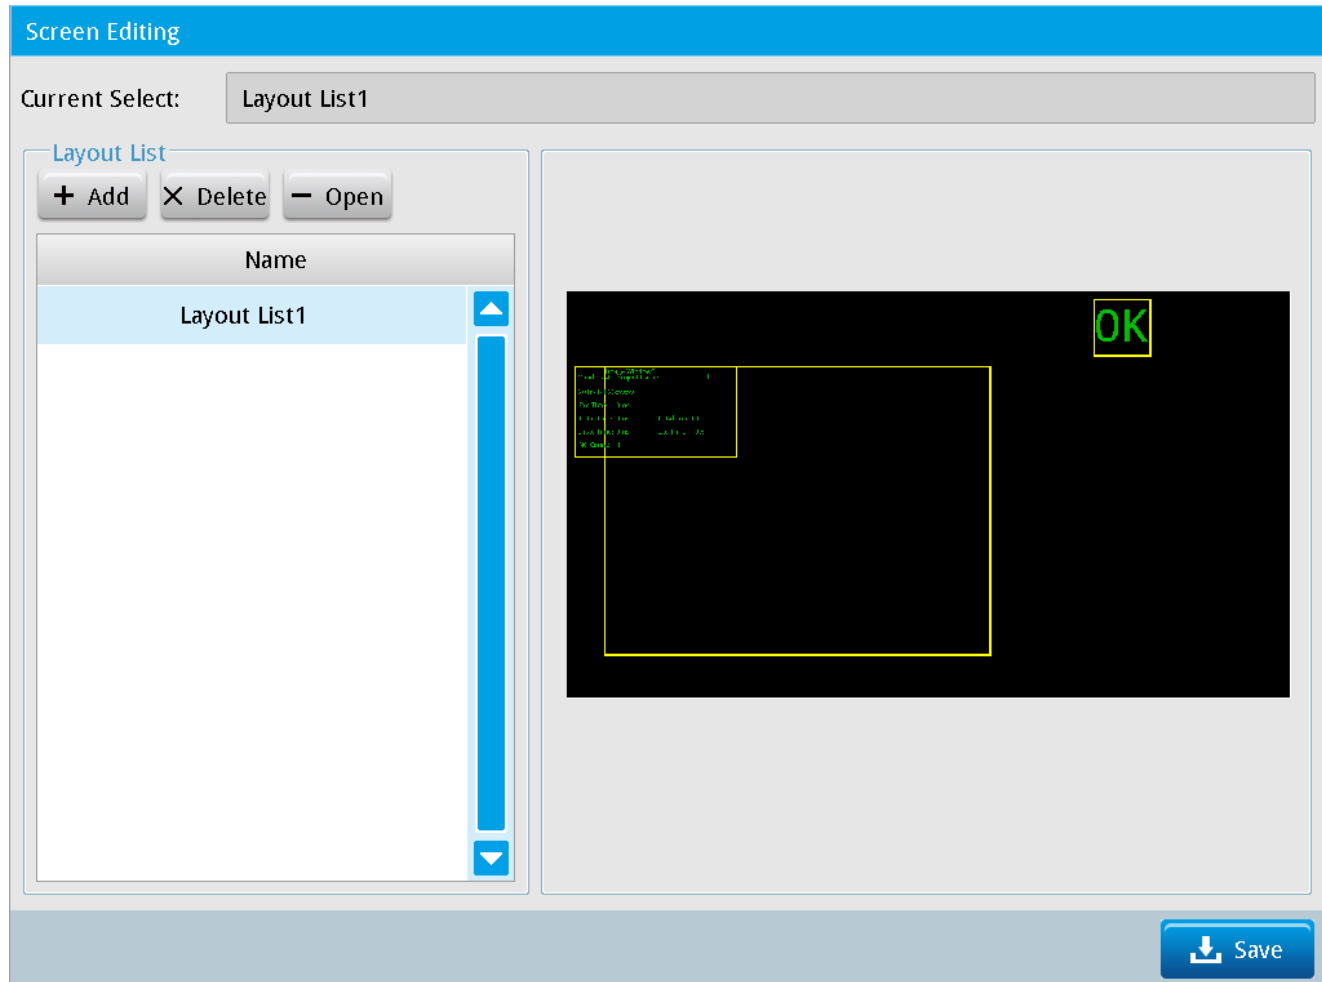 Screen Editing
Current Select: Layout List1
Layout List
+ Add × Delete − Open
Name
Layout List1
OK
Save